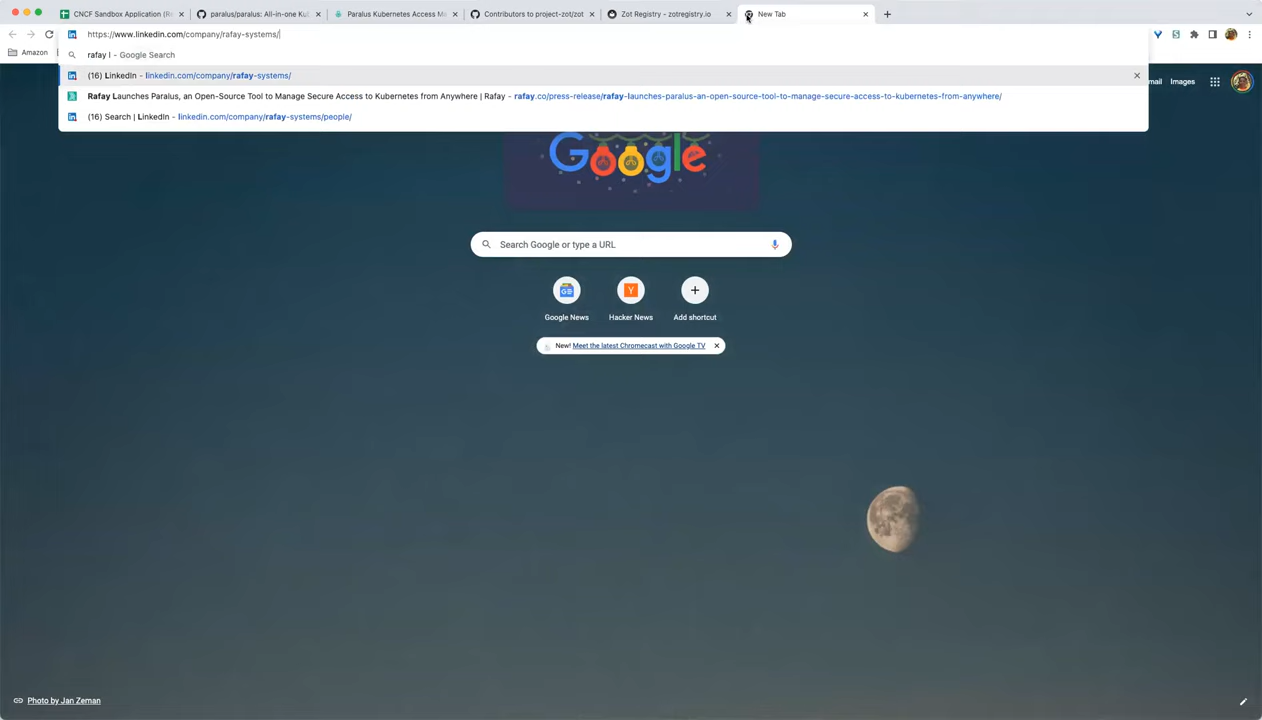 CNCF Sandbox Application (Re
paralus/paralus: All-in-one Kub
Paralus Kubernetes Access Ma
Contributors to project-zot/zot
Zot Registry – zotregistry.io
New Tab
https://www.linkedin.com/company/rafay-systems/
rafay l – Google Search
(16) LinkedIn – linkedin.com/company/rafay-systems/
Rafay Launches Paralus, an Open-Source Tool to Manage Secure Access to Kubernetes from Anywhere | Rafay – rafay.co/press-release/rafay-launches-paralus-an-open-source-tool-to-manage-secure-access-to-kubernetes-from-anywhere/
(16) Search | LinkedIn – linkedin.com/company/rafay-systems/people/
Amazon
mail
Images
Google
Search Google or type a URL
GE
Y
Google News
Hacker News
Add shortcut
New! Meet the latest Chromecast with Google TV
Photo by Jan Zeman